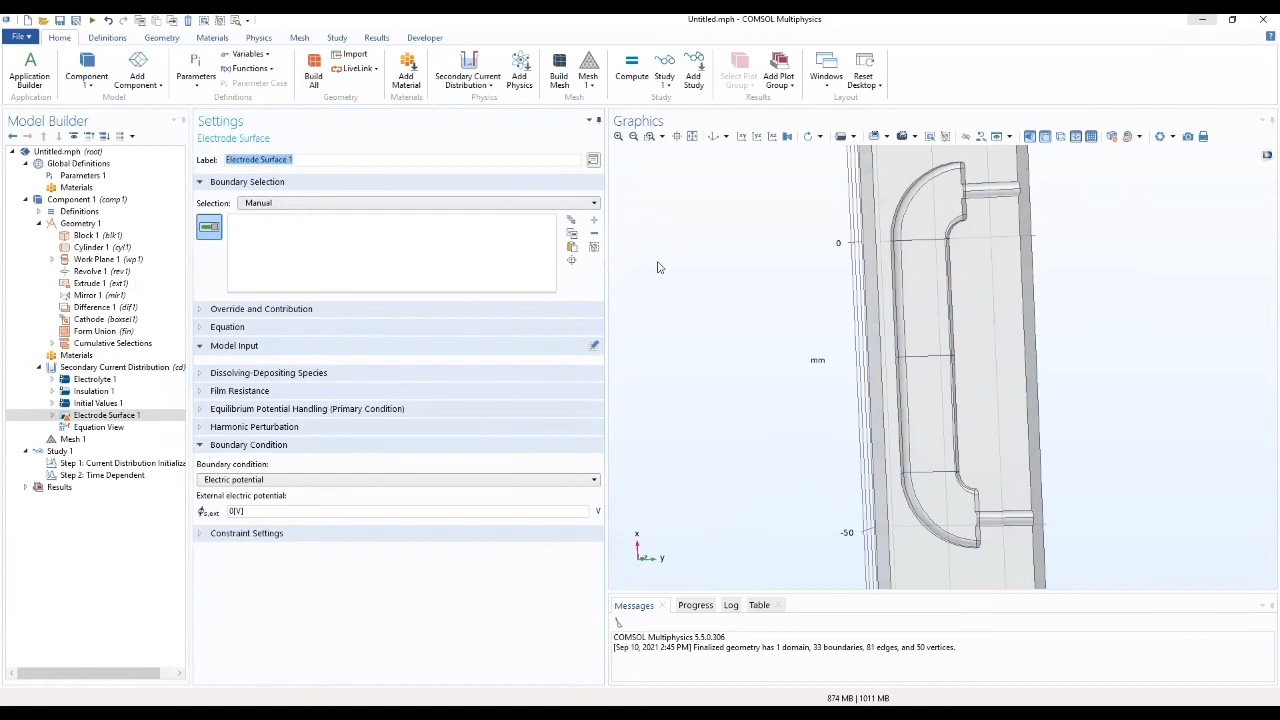 Untitled.mph - COMSOL Multiphysics
File
Home
Definitions
Geometry
Materials
Physics
Mesh
Study
Results
Developer
Application Builder
Component 1
Add Component
Parameters
Variables
Functions
Parameter Case
Build All
Import
LiveLink
Add Material
Secondary Current Distribution
Add Physics
Build Mesh
Mesh 1
Compute
Study 1
Add Study
Select Plot Group
Add Plot Group
Windows
Reset Desktop
Application
Model
Definitions
Geometry
Materials
Physics
Mesh
Study
Results
Layout
Model Builder
Untitled.mph (root)
Global Definitions
Parameters 1
Materials
Component 1 (comp1)
Definitions
Geometry 1
Block 1 (blk1)
Cylinder 1 (cyl1)
Work Plane 1 (wp1)
Revolve 1 (rev1)
Extrude 1 (ext1)
Mirror 1 (mir1)
Difference 1 (dif1)
Cathode (boxsel1)
Form Union (fin)
Cumulative Selections
Materials
Secondary Current Distribution (cd)
Electrolyte 1
Insulation 1
Initial Values 1
Electrode Surface 1
Equation View
Mesh 1
Study 1
Step 1: Current Distribution Initializa
Step 2: Time Dependent
Results
Settings
Electrode Surface
Label: Electrode Surface 1
Boundary Selection
Selection: Manual
Override and Contribution
Equation
Model Input
Dissolving-Depositing Species
Film Resistance
Equilibrium Potential Handling (Primary Condition)
Harmonic Perturbation
Boundary Condition
Boundary condition:
Electric potential
External electric potential:
ϕs,ext 0[V] V
Constraint Settings
Graphics
0
mm
-50
x
z y
Messages
Progress
Log
Table
COMSOL Multiphysics 5.5.0.306
[Sep 10, 2021 2:45 PM] Finalized geometry has 1 domain, 33 boundaries, 81 edges, and 50 vertices.
874 MB | 1011 MB